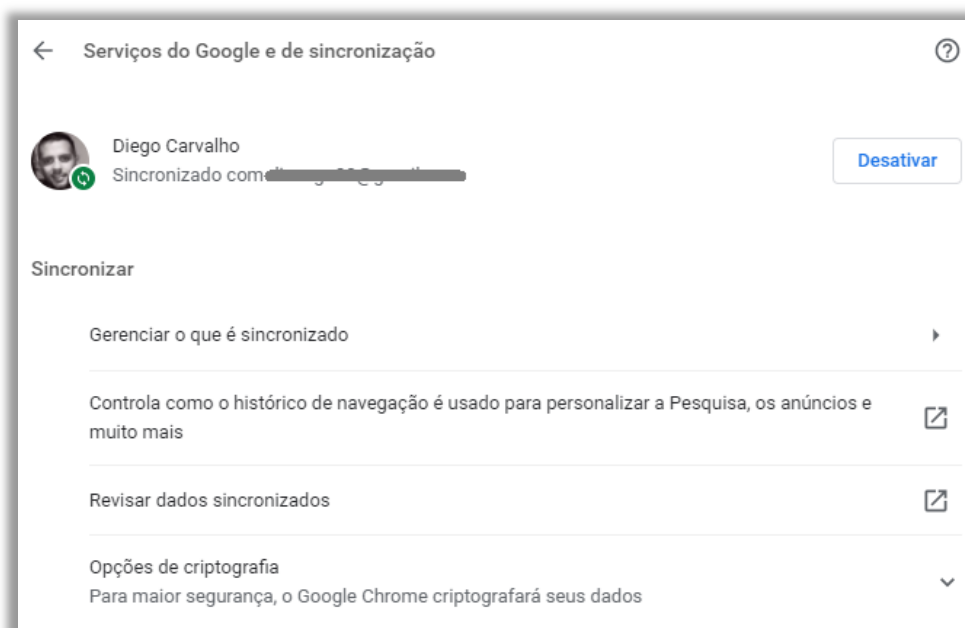 Serviços do Google e de sincronização
Diego Carvalho
Sincronizado com
Desativar
Sincronizar
Gerenciar o que é sincronizado
Controla como o histórico de navegação é usado para personalizar a Pesquisa, os anúncios e
muito mais
Revisar dados sincronizados
Opções de criptografia
Para maior segurança, o Google Chrome criptografará seus dados